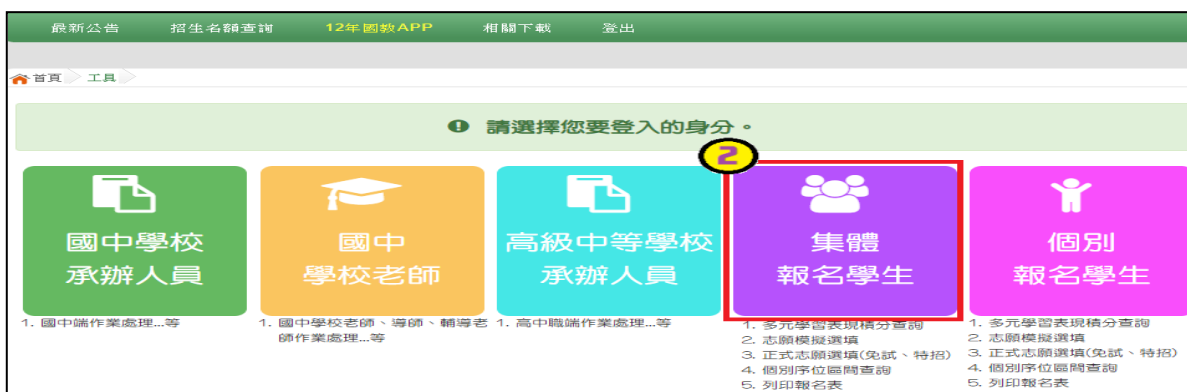 最新公告 招生名額查詢 12年國教APP 相關下載 登出
首頁 工具
請選擇您要登入的身分。
2
國中學校
承辦人員
國中
學校老師
高級中等學校
承辦人員
集體
報名學生
個別
報名學生
1. 國中端作業處理...等
1. 國中學校老師、導師、輔導老
師作業處理...等
1. 高中職端作業處理...等
1. 多元學習表現積分查詢
2. 志願模擬選填
3. 正式志願選填(免試、特招)
4. 個別序位區間查詢
5. 列印報名表
1. 多元學習表現積分查詢
2. 志願模擬選填
3. 正式志願選填(免試、特招)
4. 個別序位區間查詢
5. 列印報名表